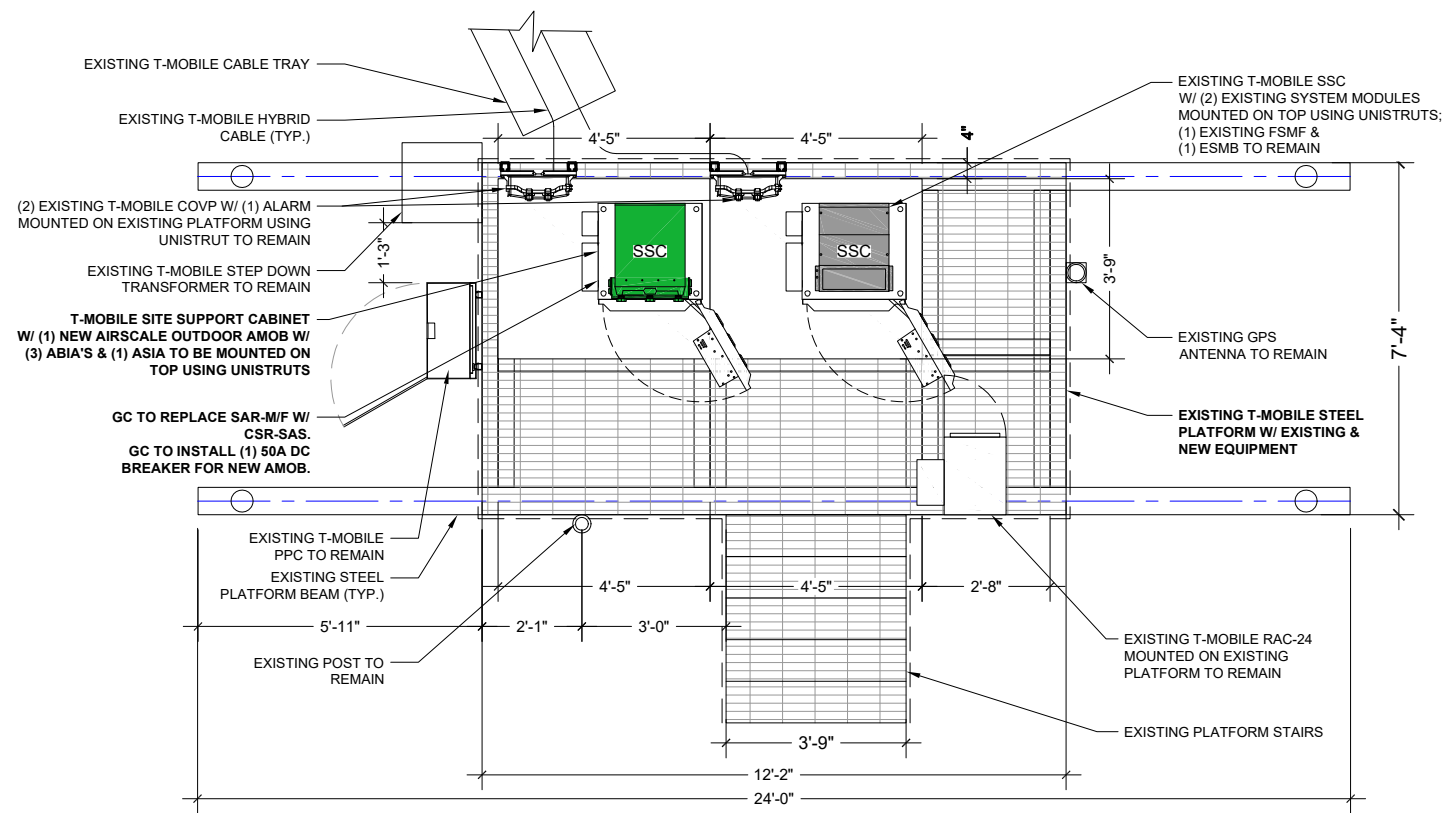 EXISTING T-MOBILE CABLE TRAY
EXISTING T-MOBILE HYBRID
CABLE (TYP.)
(2) EXISTING T-MOBILE COVP W/ (1) ALARM
MOUNTED ON EXISTING PLATFORM USING
UNISTRUT TO REMAIN
EXISTING T-MOBILE STEP DOWN
TRANSFORMER TO REMAIN
T-MOBILE SITE SUPPORT CABINET
W/ (1) NEW AIRSCALE OUTDOOR AMOB W/
(3) ABIA'S & (1) ASIA TO BE MOUNTED ON
TOP USING UNISTRUTS
GC TO REPLACE SAR-M/F W/
CSR-SAS.
GC TO INSTALL (1) 50A DC
BREAKER FOR NEW AMOB.
EXISTING T-MOBILE
PPC TO REMAIN
EXISTING STEEL
PLATFORM BEAM (TYP.)
EXISTING POST TO
REMAIN
4'-5"
4'-5"
4"
1'-3"
SSC
SSC
3'-9"
7'-4"
EXISTING T-MOBILE SSC
W/ (2) EXISTING SYSTEM MODULES
MOUNTED ON TOP USING UNISTRUTS;
(1) EXISTING FSMF &
(1) ESMB TO REMAIN
EXISTING GPS
ANTENNA TO REMAIN
EXISTING T-MOBILE STEEL
PLATFORM W/ EXISTING &
NEW EQUIPMENT
EXISTING T-MOBILE RAC-24
MOUNTED ON EXISTING
PLATFORM TO REMAIN
EXISTING PLATFORM STAIRS
4'-5"
4'-5"
2'-8"
5'-11"
2'-1"
3'-0"
3'-9"
12'-2"
24'-0"